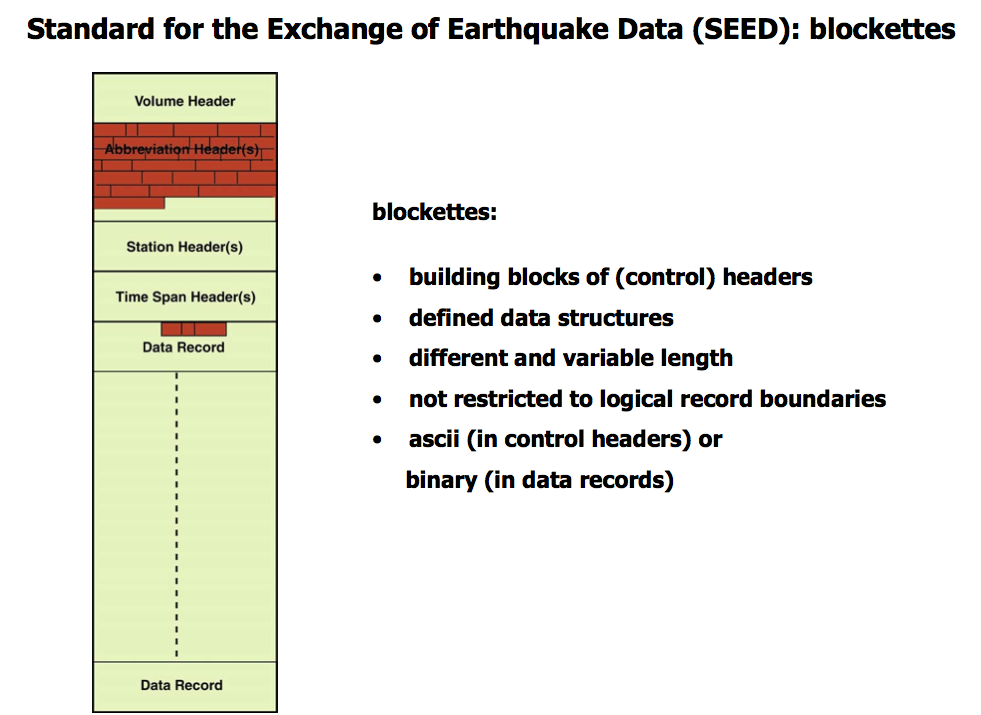 Standard for the Exchange of Earthquake Data (SEED): blockettes
Volume Header
Abbreviation Header(s)
Station Header(s)
Time Span Header(s)
Data Record
Data Record
blockettes:
• building blocks of (control) headers
• defined data structures
• different and variable length
• not restricted to logical record boundaries
• ascii (in control headers) or
binary (in data records)